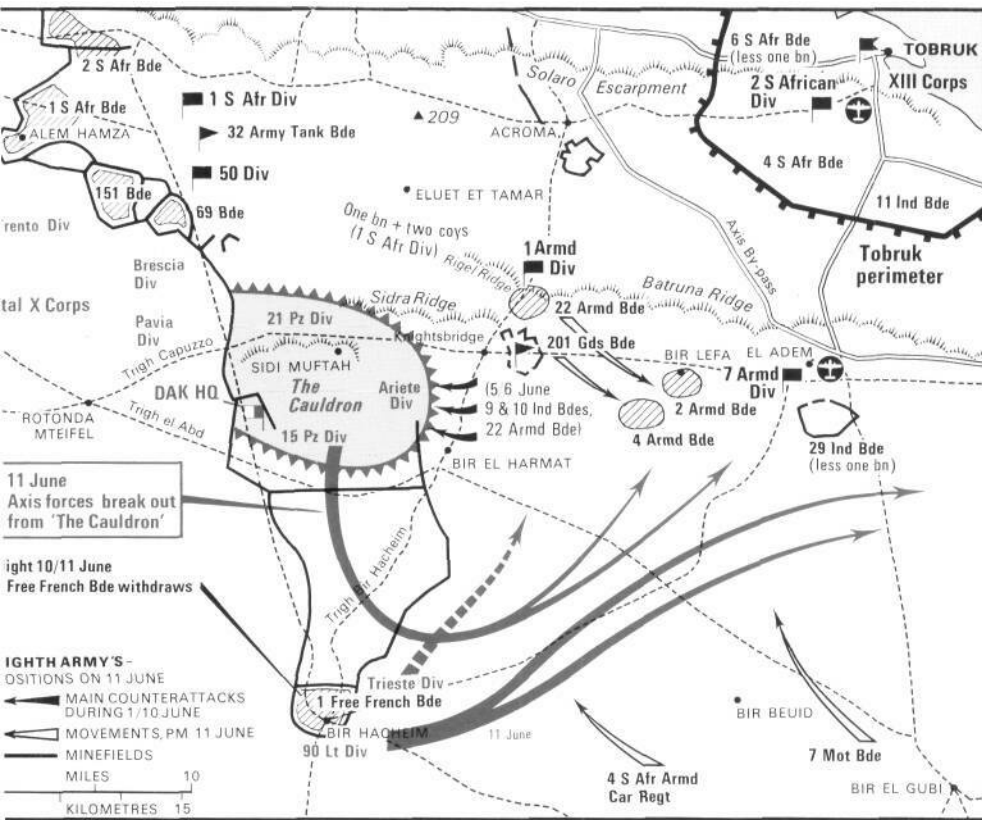 2 S Afr Bde
1 S Afr Bde
ALEM HAMZA
1 S Afr Div
32 Army Tank Bde
50 Div
151 Bde
69 Bde
rento Div
Brescia
Div
tal X Corps
Pavia
Div
209
ACROMA
Solaro
Escarpment
ELUET ET TAMAR
One bn + two coys
(1 S Afr Div)
Rigel Ridge
1 Armd
Div
6 S Afr Bde
(less one bn)
TOBRUK
XIII Corps
2 S African
Div
4 S Afr Bde
11 Ind Bde
Tobruk
perimeter
Axis By-pass
Batruna Ridge
Sidra Ridge
22 Armd Bde
Knightsbridge
201 Gds Bde
BIR LEFA
EL ADEM
7 Armd
Div
2 Armd Bde
4 Armd Bde
29 Ind Bde
(less one bn)
21 Pz Div
Trigh Capuzzo
SIDI MUFTAH
The
Cauldron
Ariete
Div
(5/6 June
9 & 10 Ind Bdes,
22 Armd Bde)
DAK HQ
15 Pz Div
ROTONDA
MTEIFEL
Trigh el Abd
BIR EL HARMAT
11 June
Axis forces break out
from 'The Cauldron'
ight 10/11 June
Free French Bde withdraws
Trigh Bir Hacheim
Trieste Div
1 Free French Bde
BIR HACHEIM
90 Lt Div
11 June
4 S Afr Armd
Car Regt
BIR BEUID
7 Mot Bde
BIR EL GUBI
IGHTH ARMY'S –
OSITIONS ON 11 JUNE
MAIN COUNTERATTACKS
DURING 1/10 JUNE
MOVEMENTS, PM 11 JUNE
MINEFIELDS
MILES 10
KILOMETRES 15